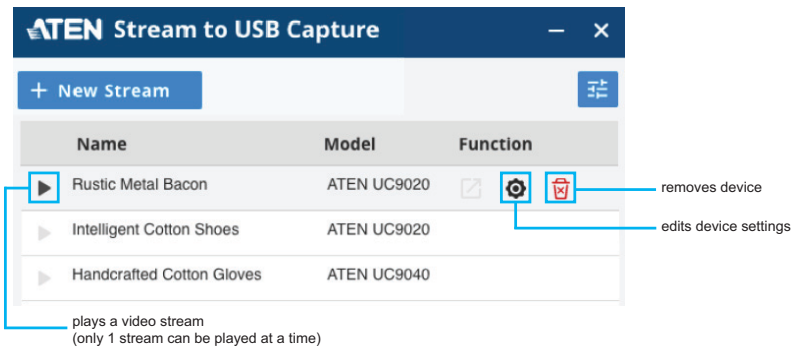 ATEN Stream to USB Capture
+ New Stream
Name Model Function
Rustic Metal Bacon ATEN UC9020
removes device
Intelligent Cotton Shoes ATEN UC9020
edits device settings
Handcrafted Cotton Gloves ATEN UC9040
plays a video stream
(only 1 stream can be played at a time)